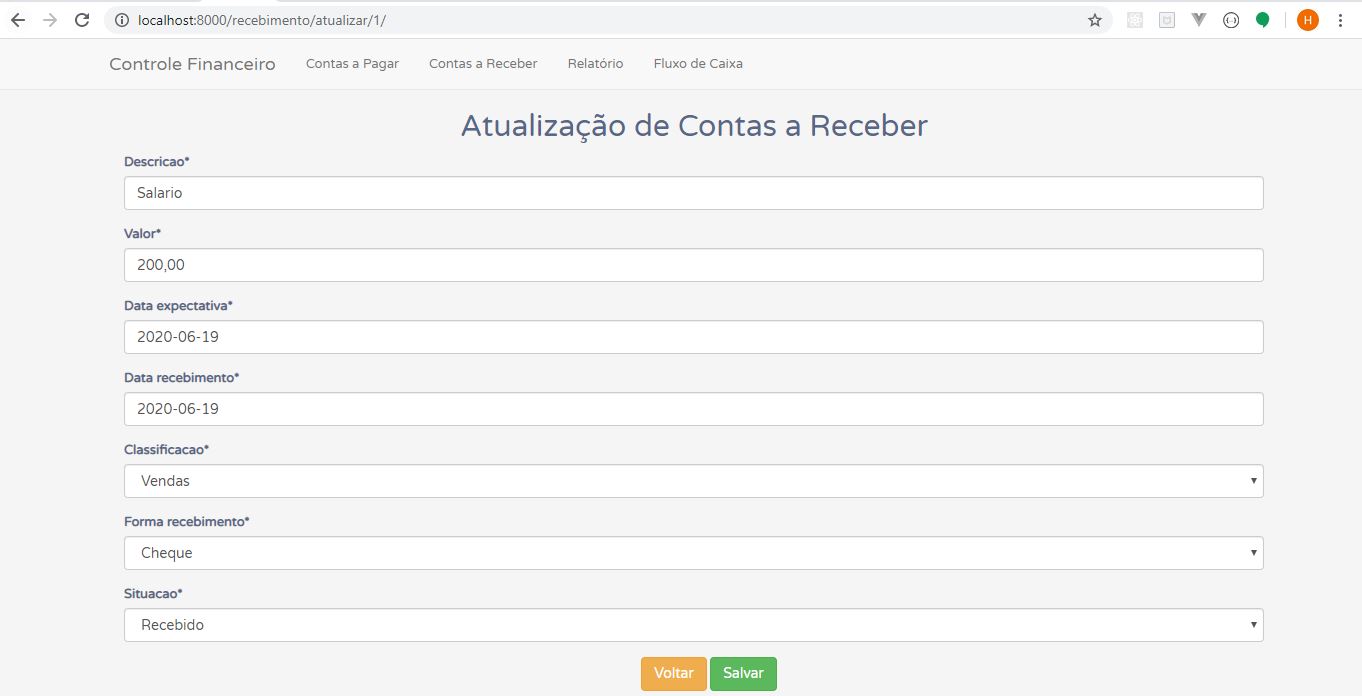 localhost:8000/recebimento/atualizar/1/
H
Controle Financeiro Contas a Pagar Contas a Receber Relatório Fluxo de Caixa
Atualização de Contas a Receber
Descricao*
Salario
Valor*
200,00
Data expectativa*
2020-06-19
Data recebimento*
2020-06-19
Classificacao*
Vendas
Forma recebimento*
Cheque
Situacao*
Recebido
Voltar Salvar